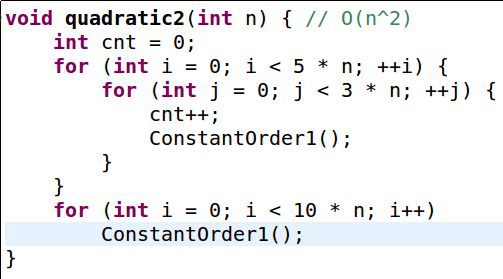 void quadratic2(int n) { // O(n^2)
    int cnt = 0;
    for (int i = 0; i < 5 * n; ++i) {
        for (int j = 0; j < 3 * n; ++j) {
            cnt++;
            ConstantOrder1();
        }
    }
    for (int i = 0; i < 10 * n; i++)
        ConstantOrder1();
}